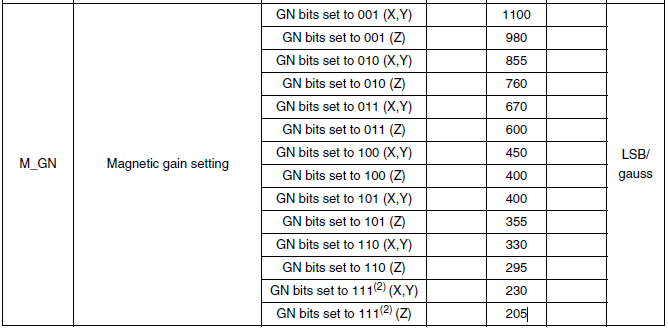 GN bits set to 001 (X,Y) 1100
GN bits set to 001 (Z) 980
GN bits set to 010 (X,Y) 855
GN bits set to 010 (Z) 760
GN bits set to 011 (X,Y) 670
GN bits set to 011 (Z) 600
M_GN Magnetic gain setting GN bits set to 100 (X,Y) 450 LSB/
GN bits set to 100 (Z) 400 gauss
GN bits set to 101 (X,Y) 400
GN bits set to 101 (Z) 355
GN bits set to 110 (X,Y) 330
GN bits set to 110 (Z) 295
GN bits set to 111(2) (X,Y) 230
GN bits set to 111(2) (Z) 205